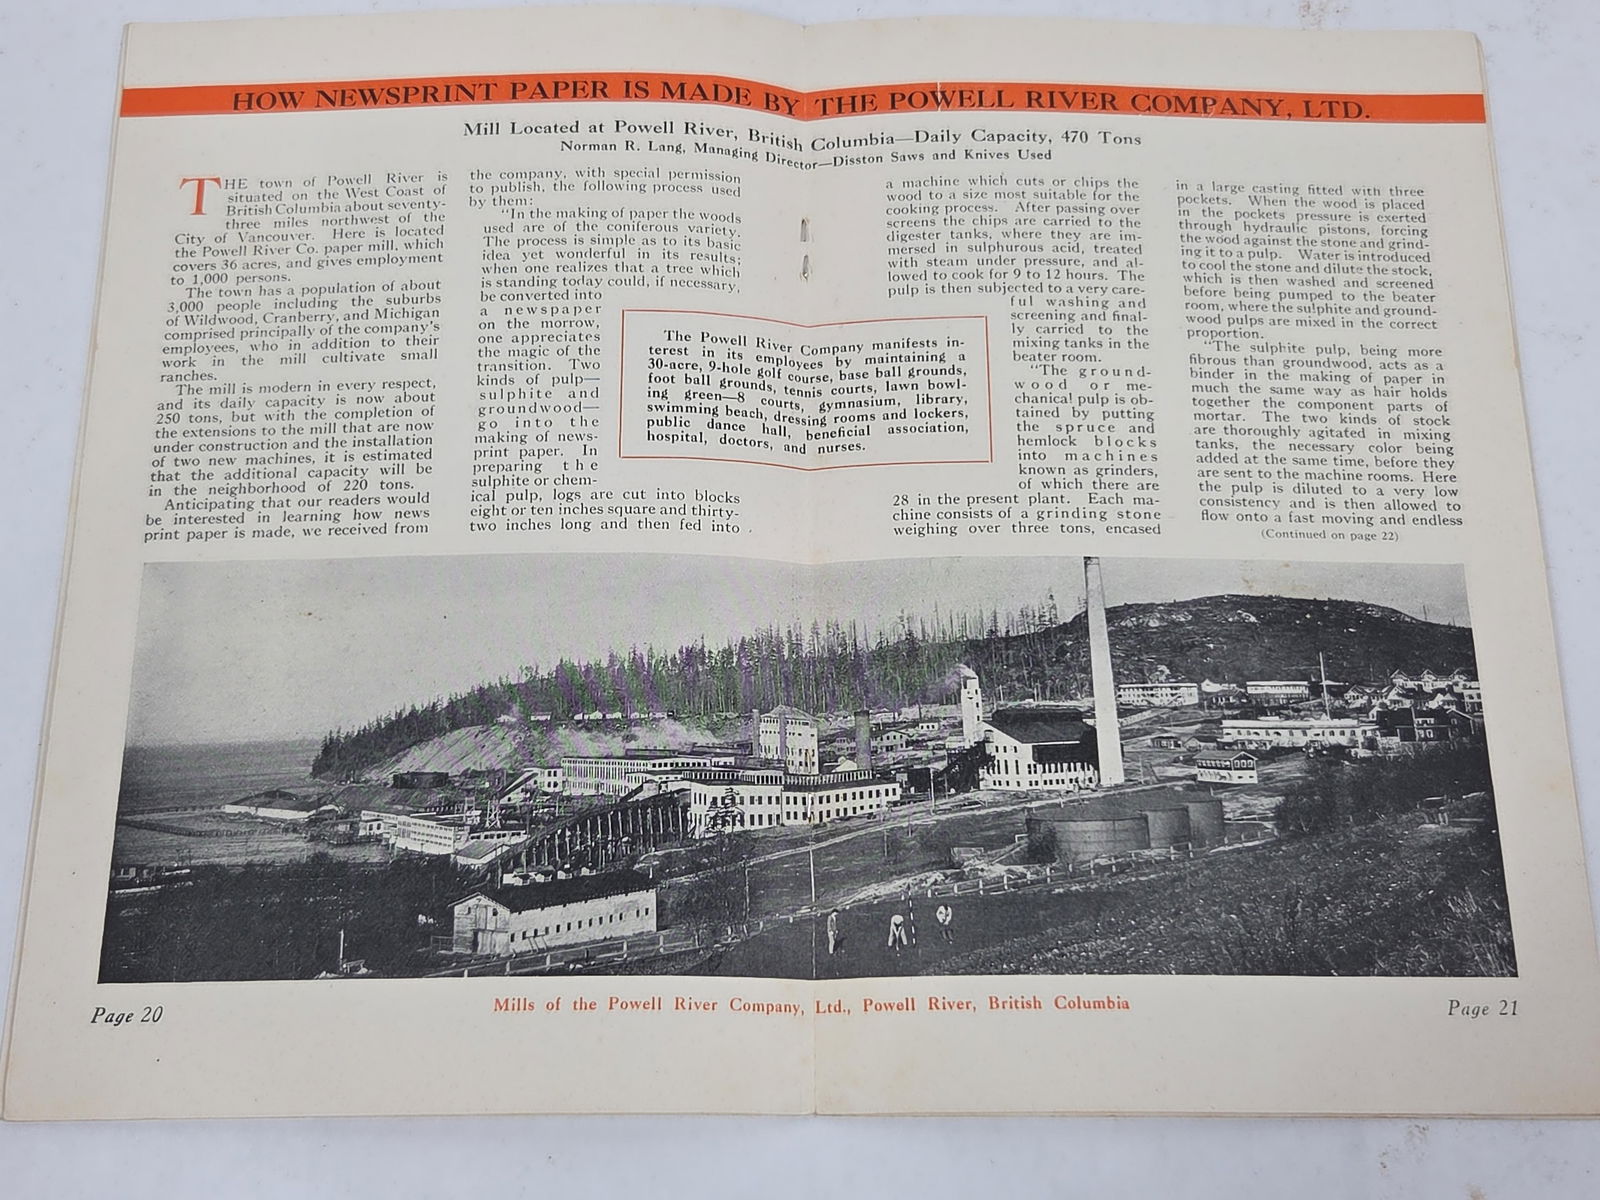 HOW NEWSPRINT PAPER IS MADE BY THE POWELL RIVER COMPANY, LTD.
Mill Located at Powell River, British Columbia—Daily Capacity, 470 Tons
Norman R. Lang, Managing Director—Disston Saws and Knives Used
THE town of Powell River is
situated on the West Coast of
British Columbia about seventy-
three miles northwest of the
City of Vancouver. Here is located
the Powell River Co. paper mill, which
covers 36 acres, and gives employment
to 1,000 persons.
The town has a population of about
3,000 people including the suburbs
of Wildwood, Cranberry, and Michigan
comprised principally of the company's
employees, who in addition to their
work in the mill cultivate small
ranches.
The mill is modern in every respect,
and its daily capacity is now about
250 tons, but with the completion of
the extensions to the mill that are now
under construction and the installation
of two new machines, it is estimated
that the additional capacity will be
in the neighborhood of 220 tons.
Anticipating that our readers would
be interested in learning how news
print paper is made, we received from
the company, with special permission
to publish, the following process used
by them:
"In the making of paper the woods
used are of the coniferous variety.
The process is simple as to its basic
idea yet wonderful in its results;
when one realizes that a tree which
is standing today could, if necessary,
be converted into
a newspaper
on the morrow,
one appreciates
the magic of the
transition. Two
kinds of pulp—
sulphite and
groundwood—
go into the
making of news-
print paper. In
preparing the
sulphite or chem-
ical pulp, logs are cut into blocks
eight or ten inches square and thirty-
two inches long and then fed into
The Powell River Company manifests in-
terest in its employees by maintaining a
30-acre, 9-hole golf course, base ball grounds,
foot ball grounds, tennis courts, lawn bowl-
ing green—8 courts, gymnasium, library,
swimming beach, dressing rooms and lockers,
public dance hall, beneficial association,
hospital, doctors, and nurses.
a machine which cuts or chips the
wood to a size most suitable for the
cooking process. After passing over
screens the chips are carried to the
digester tanks, where they are im-
mersed in sulphurous acid, treated
with steam under pressure, and al-
lowed to cook for 9 to 12 hours. The
pulp is then subjected to a very care-
ful washing and
screening and final-
ly carried to the
mixing tanks in the
beater room.
"The ground-
wood or me-
chanical pulp is ob-
tained by putting
the spruce and
hemlock blocks
into machines
known as grinders,
of which there are
28 in the present plant. Each ma-
chine consists of a grinding stone
weighing over three tons, encased
in a large casting fitted with three
pockets. When the wood is placed
in the pockets pressure is exerted
through hydraulic pistons, forcing
the wood against the stone and grind-
ing it to a pulp. Water is introduced
to cool the stone and dilute the stock,
which is then washed and screened
before being pumped to the beater
room, where the sulphite and ground-
wood pulps are mixed in the correct
proportion.
"The sulphite pulp, being more
fibrous than groundwood, acts as a
binder in the making of paper in
much the same way as hair holds
together the component parts of
mortar. The two kinds of stock
are thoroughly agitated in mixing
tanks, the necessary color being
added at the same time, before they
are sent to the machine rooms. Here
the pulp is diluted to a very low
consistency and is then allowed to
flow onto a fast moving and endless
(Continued on page 22)
Mills of the Powell River Company, Ltd., Powell River, British Columbia
Page 20
Page 21